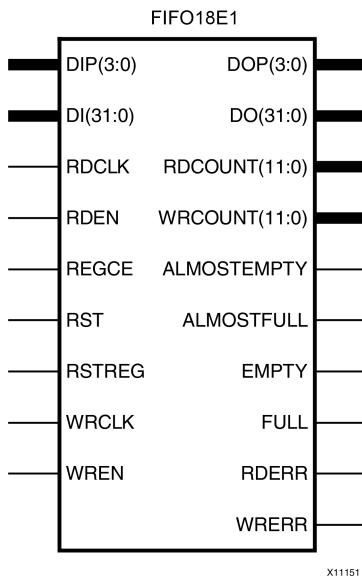 FIFO18E1
DIP(3:0) DOP(3:0)
DI(31:0) DO(31:0)
RDCLK RDCOUNT(11:0)
RDEN WRCOUNT(11:0)
REGCE ALMOSTEMPTY
RST ALMOSTFULL
RSTREG EMPTY
WRCLK FULL
WREN RDERR
WRERR
X11151